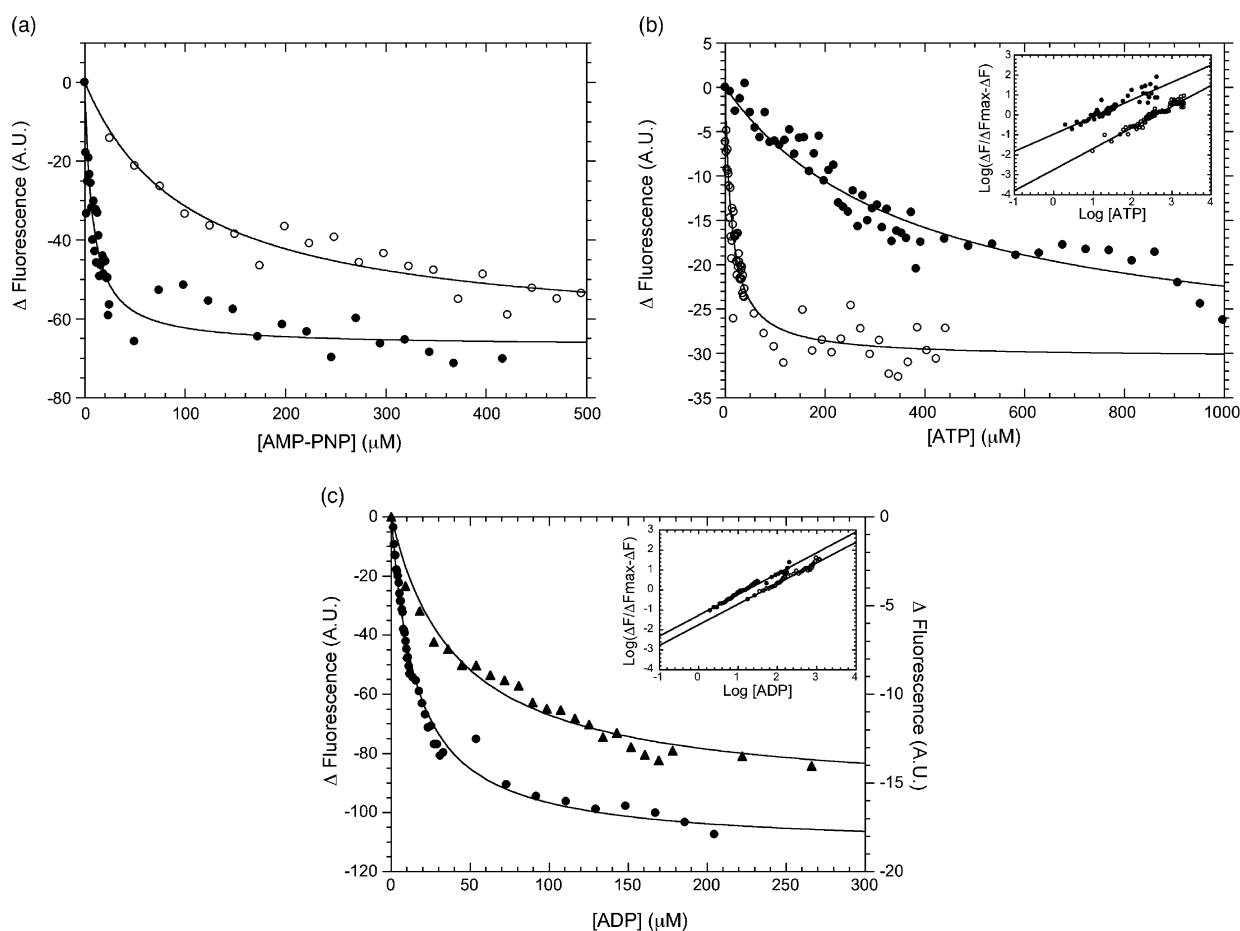 (a)
Δ Fluorescence (A.U.)
0
-20
-40
-60
-80
0 100 200 300 400 500
[AMP-PNP] (μM)
(b)
Δ Fluorescence (A.U.)
5
0
-5
-10
-15
-20
-25
-30
-35
0 200 400 600 800 1000
[ATP] (μM)
Log(ΔF/ΔFmax-ΔF)
3
2
1
0
-1
-2
-3
-4
-1 0 1 2 3 4
Log [ATP]
(c)
Δ Fluorescence (A.U.)
0
-20
-40
-60
-80
-100
-120
0 50 100 150 200 250 300
[ADP] (μM)
0
-5
-10
-15
-20
Δ Fluorescence (A.U.)
Log(ΔF/ΔFmax-ΔF)
3
2
1
0
-1
-2
-3
-4
-1 0 1 2 3 4
Log [ADP]